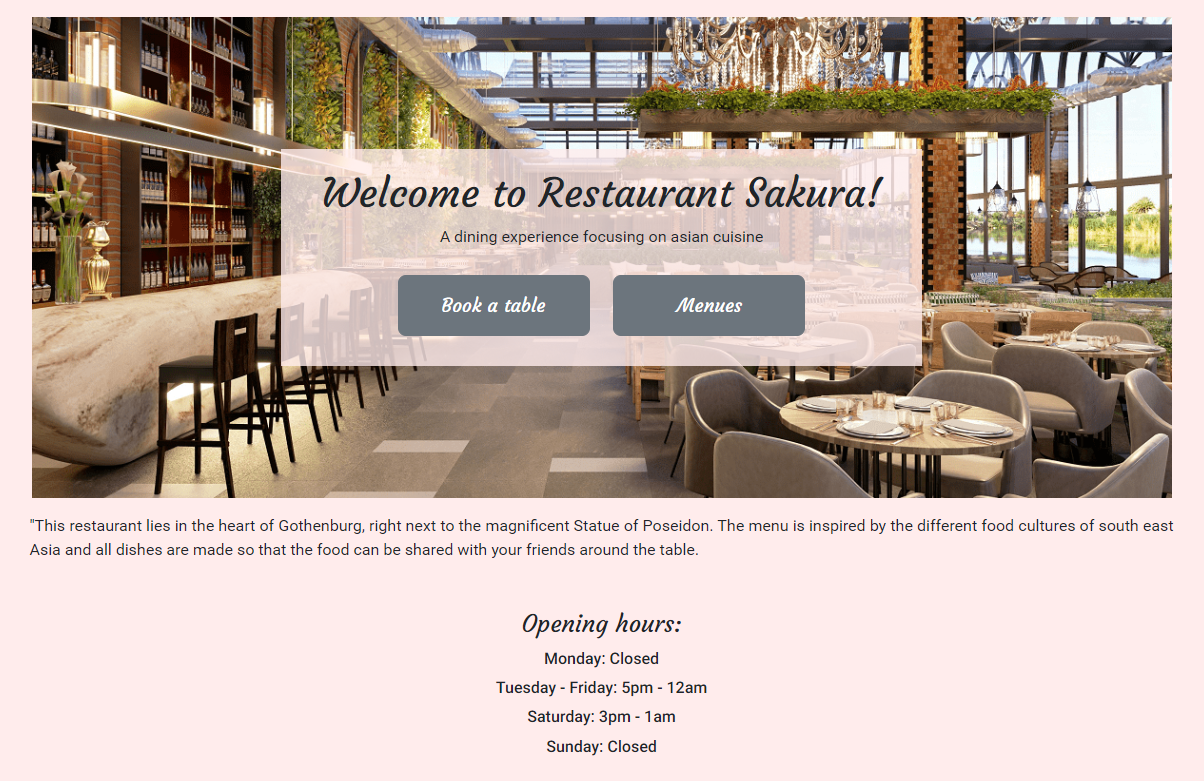 Welcome to Restaurant Sakura!
A dining experience focusing on asian cuisine
Book a table
Menues
"This restaurant lies in the heart of Gothenburg, right next to the magnificent Statue of Poseidon. The menu is inspired by the different food cultures of south east
Asia and all dishes are made so that the food can be shared with your friends around the table.
Opening hours:
Monday: Closed
Tuesday - Friday: 5pm - 12am
Saturday: 3pm - 1am
Sunday: Closed